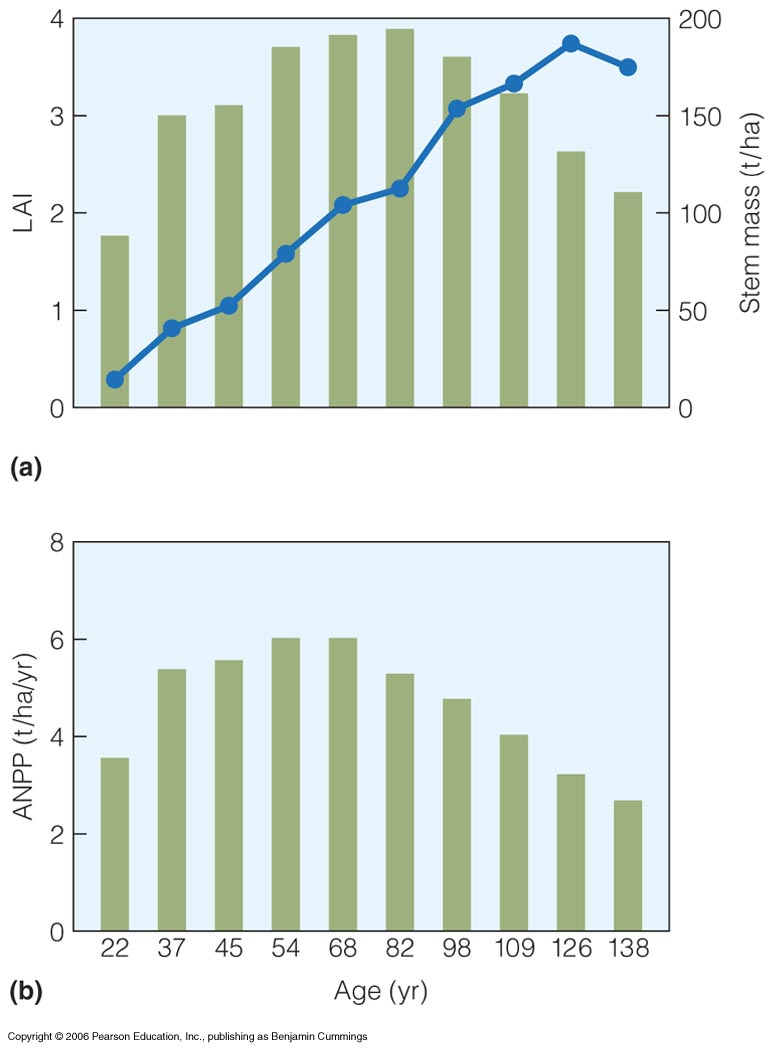 4
3
2
1
0
LAI
200
150
100
50
0
Stem mass (t/ha)
(a)
8
6
4
2
0
ANPP (t/ha/yr)
22 37 45 54 68 82 98 109 126 138
(b)
Age (yr)
Copyright © 2006 Pearson Education, Inc., publishing as Benjamin Cummings